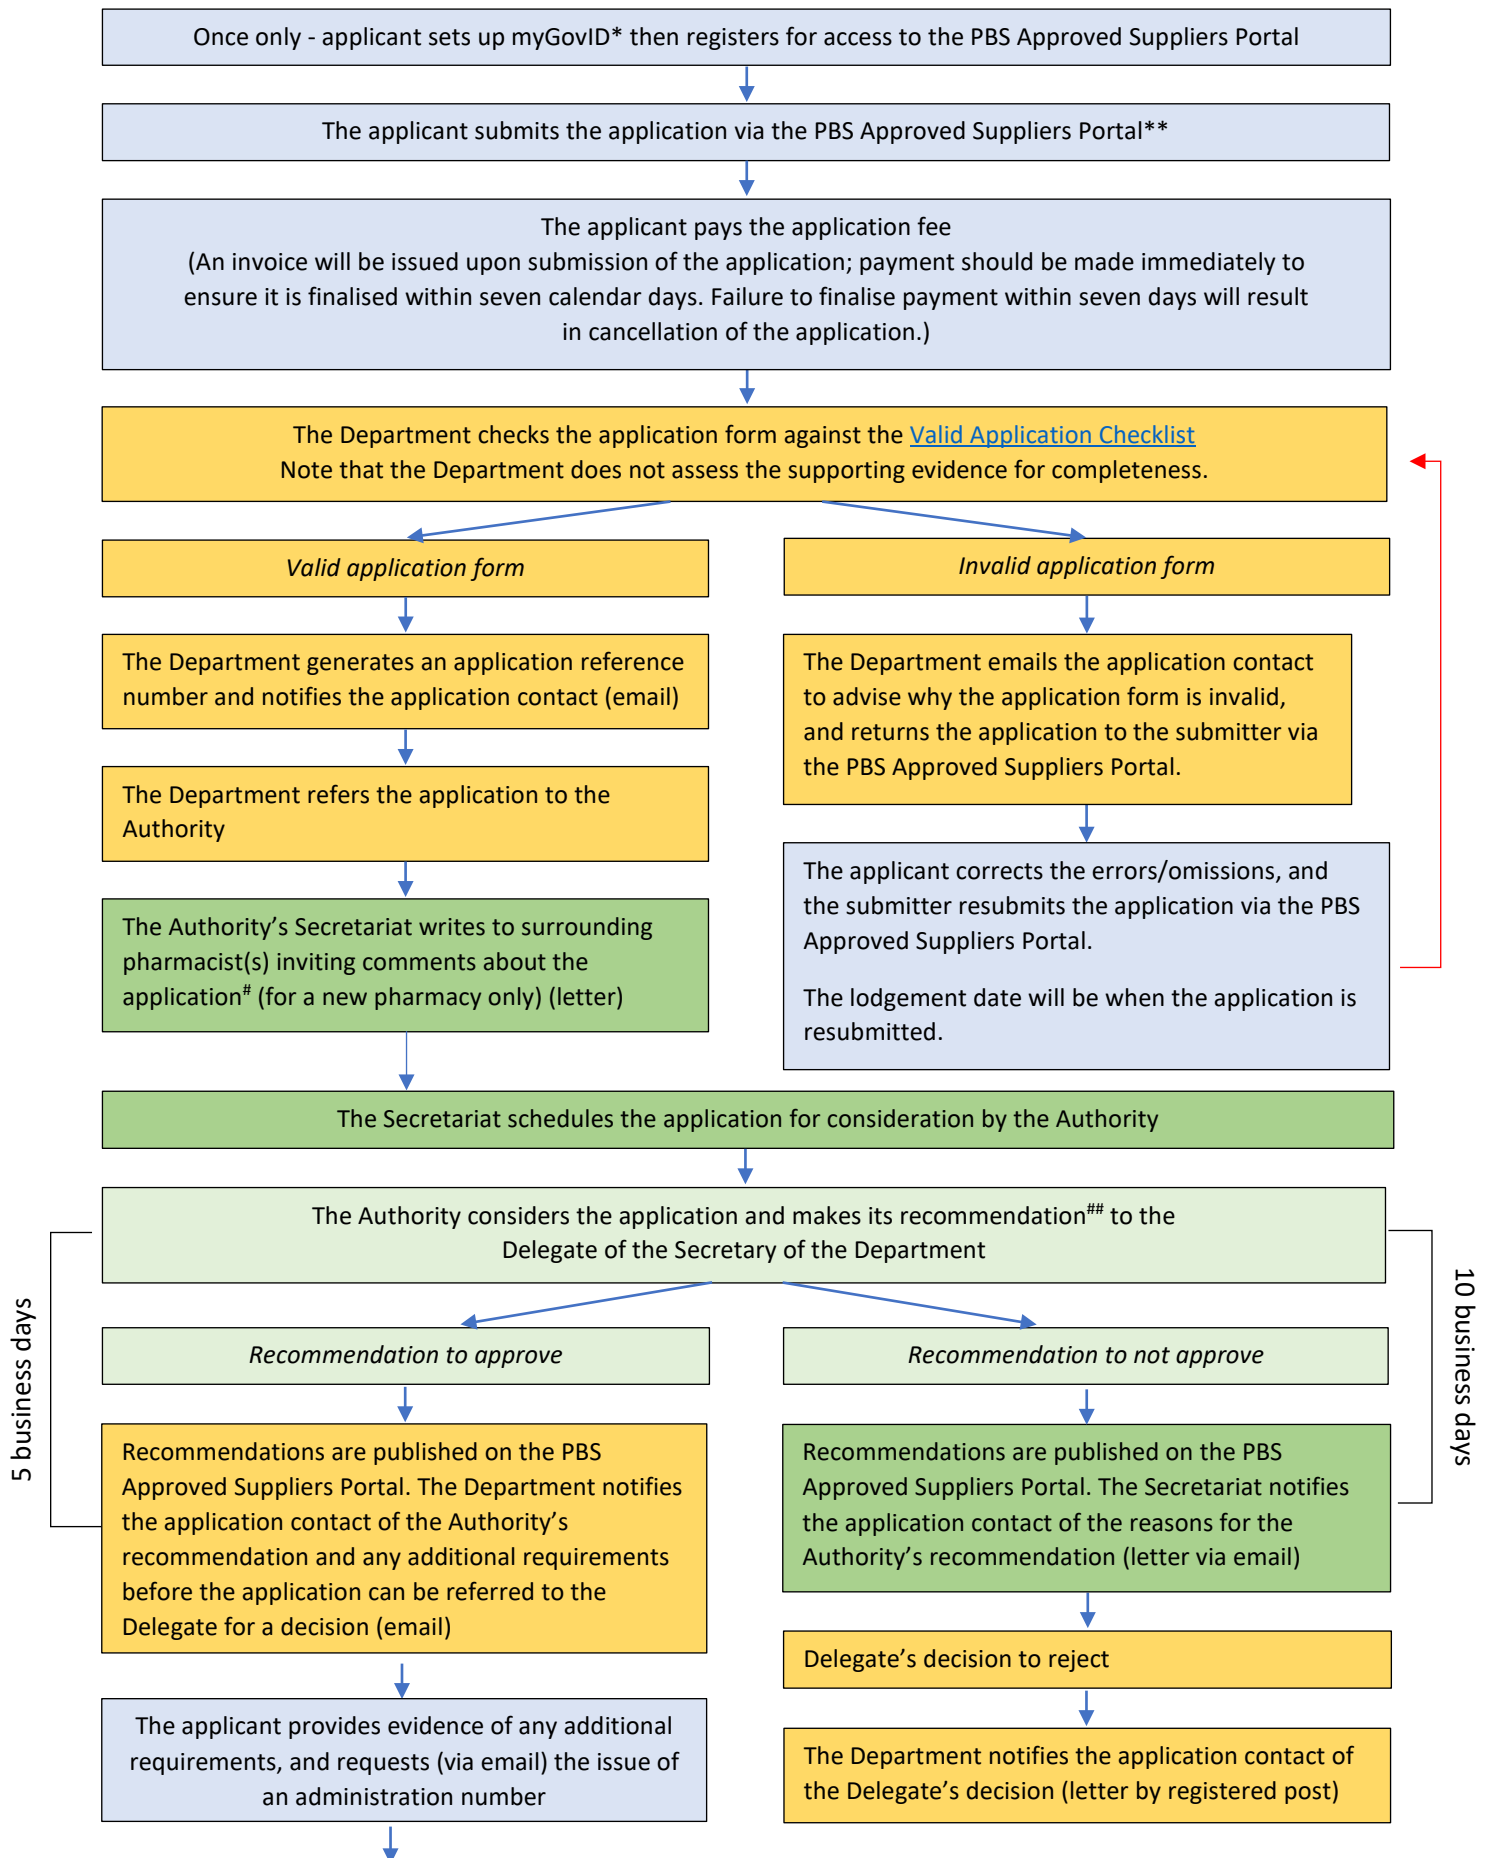 Once only - applicant sets up myGovID* then registers for access to the PBS Approved Suppliers Portal
The applicant submits the application via the PBS Approved Suppliers Portal**
The applicant pays the application fee
(An invoice will be issued upon submission of the application; payment should be made immediately to
ensure it is finalised within seven calendar days. Failure to finalise payment within seven days will result
in cancellation of the application.)
The Department checks the application form against the Valid Application Checklist
Note that the Department does not assess the supporting evidence for completeness.
Valid application form
The Department generates an application reference
number and notifies the application contact (email)
The Department refers the application to the
Authority
The Authority’s Secretariat writes to surrounding
pharmacist(s) inviting comments about the
application# (for a new pharmacy only) (letter)
Invalid application form
The Department emails the application contact
to advise why the application form is invalid,
and returns the application to the submitter via
the PBS Approved Suppliers Portal.
The applicant corrects the errors/omissions, and
the submitter resubmits the application via the PBS
Approved Suppliers Portal.
The lodgement date will be when the application is
resubmitted.
The Secretariat schedules the application for consideration by the Authority
The Authority considers the application and makes its recommendation## to the
Delegate of the Secretary of the Department
5 business days
Recommendation to approve
Recommendations are published on the PBS
Approved Suppliers Portal. The Department notifies
the application contact of the Authority’s
recommendation and any additional requirements
before the application can be referred to the
Delegate for a decision (email)
The applicant provides evidence of any additional
requirements, and requests (via email) the issue of
an administration number
10 business days
Recommendation to not approve
Recommendations are published on the PBS
Approved Suppliers Portal. The Secretariat notifies
the application contact of the reasons for the
Authority’s recommendation (letter via email)
Delegate’s decision to reject
The Department notifies the application contact of
the Delegate’s decision (letter by registered post)